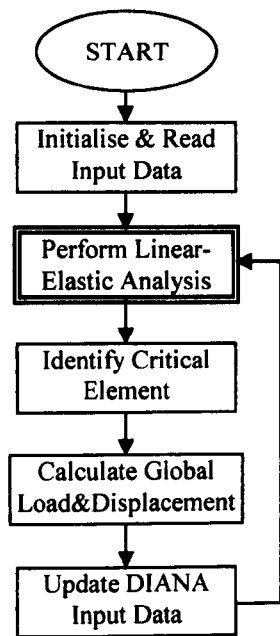 START
Initialise & Read
Input Data
Perform Linear-
Elastic Analysis
Identify Critical
Element
Calculate Global
Load&Displacement
Update DIANA
Input Data